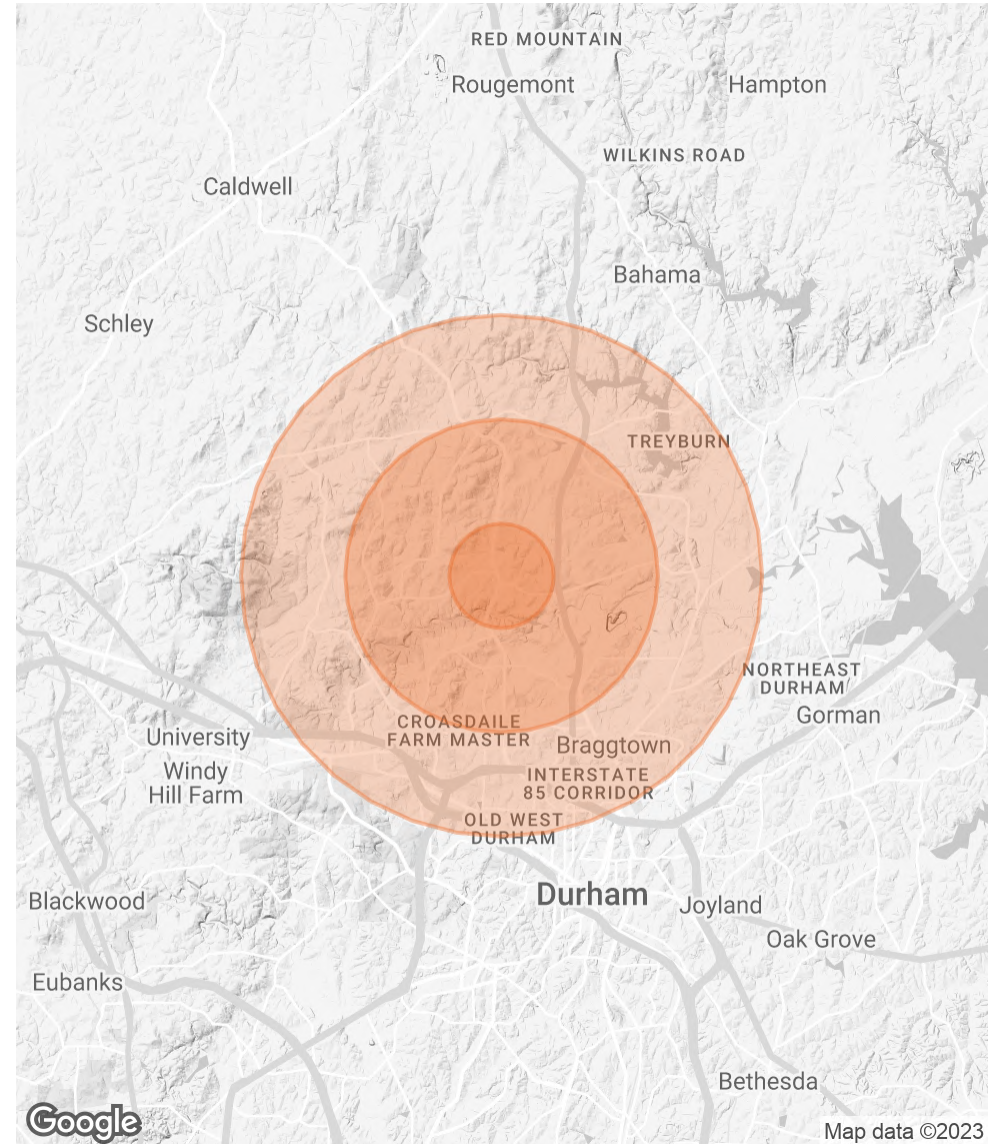 RED MOUNTAIN
Rougemont
Hampton
WILKINS ROAD
Caldwell
Bahama
Schley
TREYBURN
NORTHEAST
DURHAM
Gorman
CROASDAILE
FARM MASTER
Braggtown
University
Windy
Hill Farm
INTERSTATE
85 CORRIDOR
OLD WEST
DURHAM
Durham
Blackwood
Joyland
Oak Grove
Eubanks
Bethesda
Google
Map data ©2023